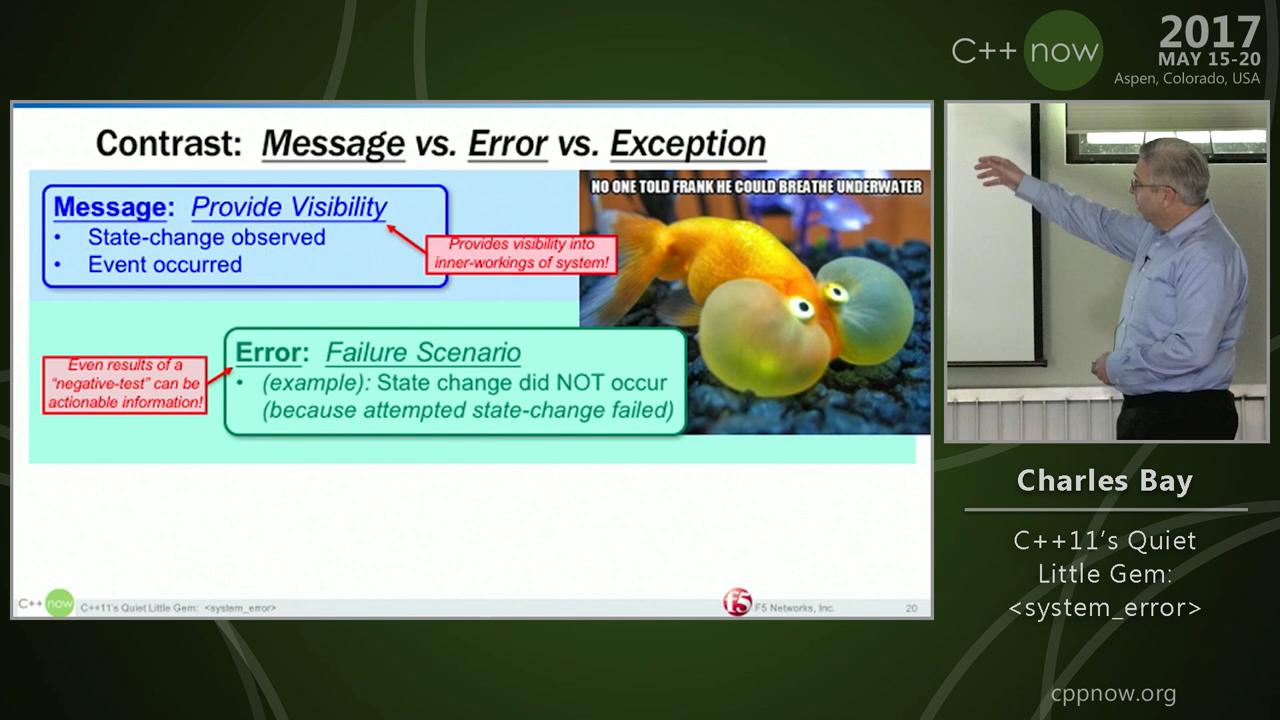 C++ now
2017
MAY 15-20
Aspen, Colorado, USA
Contrast: Message vs. Error vs. Exception
Message: Provide Visibility
• State-change observed
• Event occurred
Provides visibility into
inner-workings of system!
NO ONE TOLD FRANK HE COULD BREATHE UNDERWATER
Even results of a
“negative-test” can be
actionable information!
Error: Failure Scenario
• (example): State change did NOT occur
(because attempted state-change failed)
C++ now
C++11's Quiet Little Gem: <system_error>
f5
F5 Networks, Inc.
20
Charles Bay
C++11’s Quiet
Little Gem:
<system_error>
cppnow.org